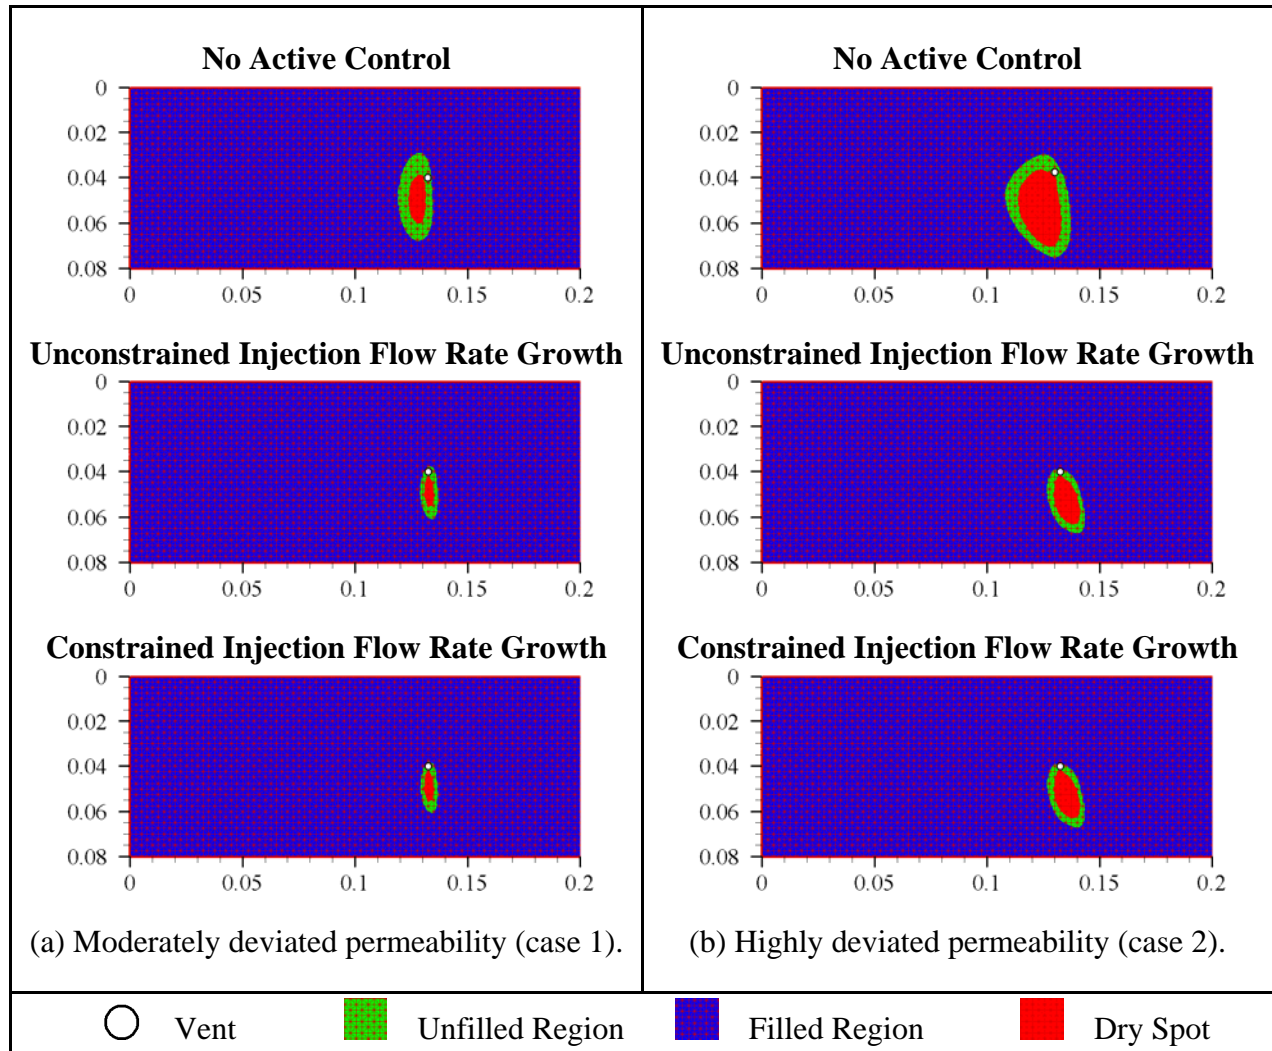 No Active Control
0
0.02
0.04
0.06
0.08
0 0.05 0.1 0.15 0.2
Unconstrained Injection Flow Rate Growth
0
0.02
0.04
0.06
0.08
0 0.05 0.1 0.15 0.2
Constrained Injection Flow Rate Growth
0
0.02
0.04
0.06
0.08
0 0.05 0.1 0.15 0.2
(a) Moderately deviated permeability (case 1).
No Active Control
0
0.02
0.04
0.06
0.08
0 0.05 0.1 0.15 0.2
Unconstrained Injection Flow Rate Growth
0
0.02
0.04
0.06
0.08
0 0.05 0.1 0.15 0.2
Constrained Injection Flow Rate Growth
0
0.02
0.04
0.06
0.08
0 0.05 0.1 0.15 0.2
(b) Highly deviated permeability (case 2).
Vent Unfilled Region Filled Region Dry Spot